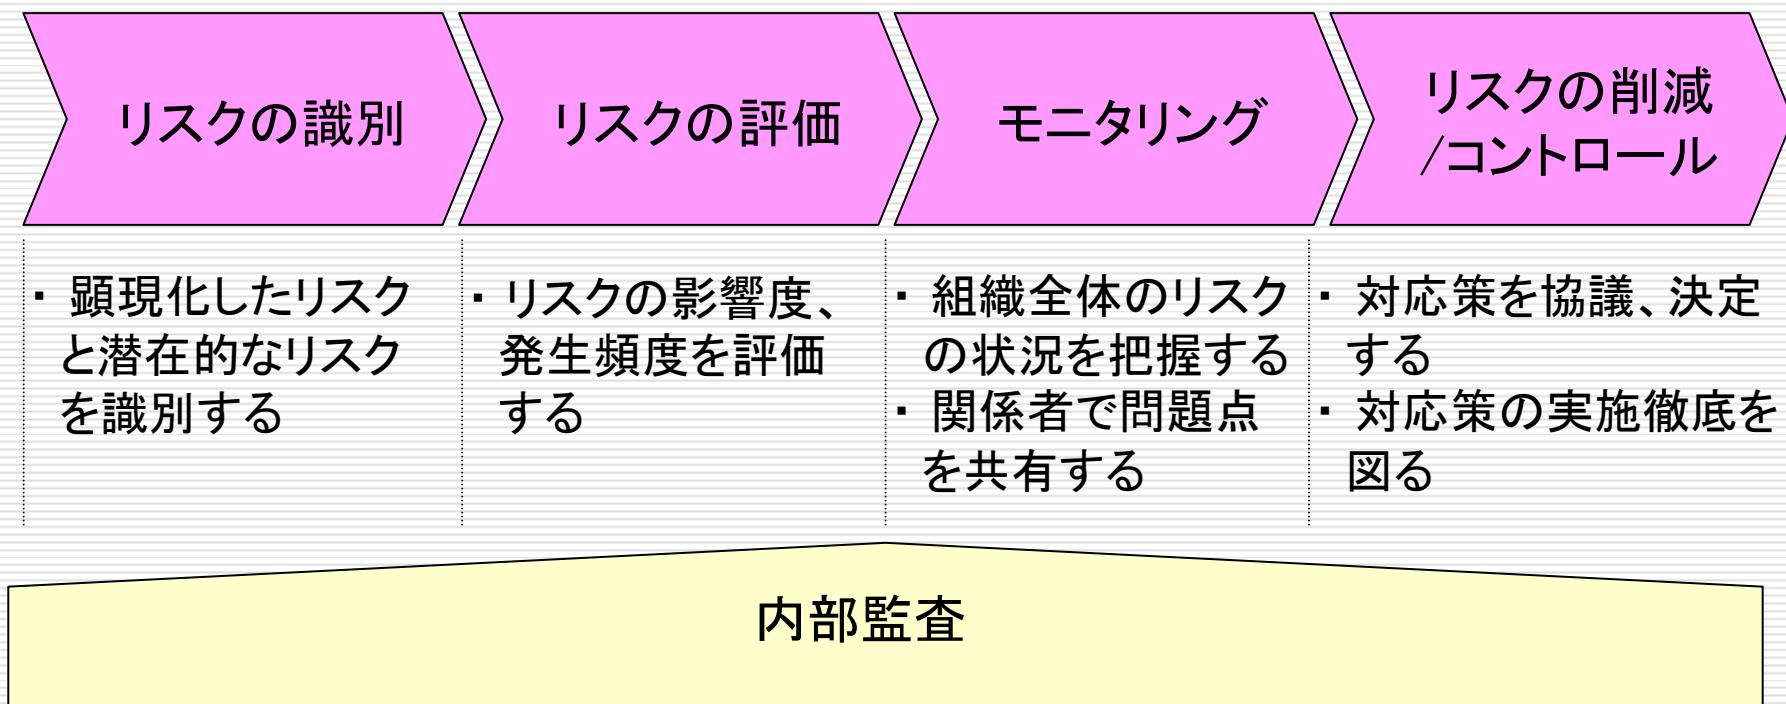 リスクの識別
リスクの評価
モニタリング
リスクの削減
/コントロール
・ 顕現化したリスク
と潜在的なリスク
を識別する
・ リスクの影響度、
発生頻度を評価
する
・ 組織全体のリスク
の状況を把握する
・ 関係者で問題点
を共有する
・ 対応策を協議、決定
する
・ 対応策の実施徹底を
図る
内部監査